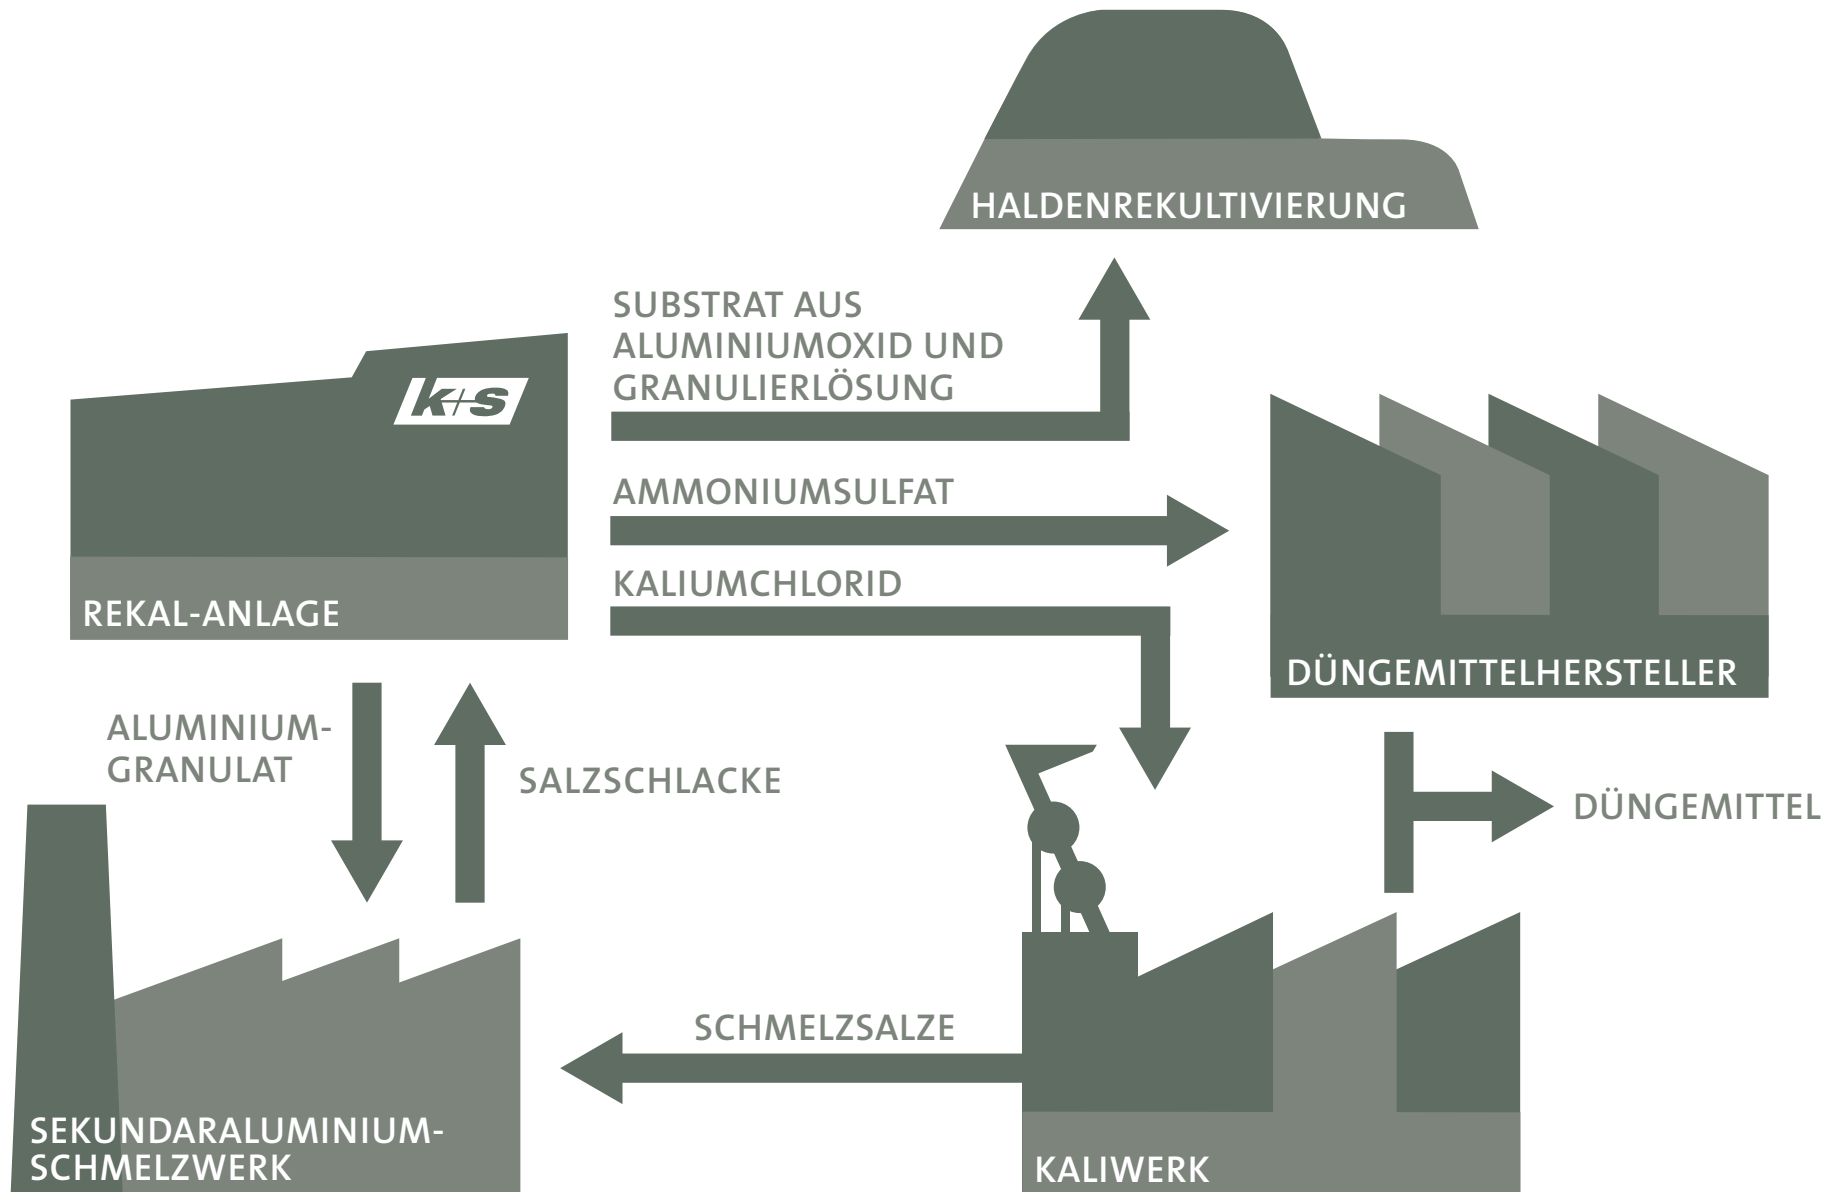 HALDENREKULTIVIERUNG
SUBSTRAT AUS
ALUMINIUMOXID UND
GRANULIERLÖSUNG
k+s
AMMONIUMSULFAT
KALIUMCHLORID
REKAL-ANLAGE
DÜNGEMITTELHERSTELLER
ALUMINIUM-
GRANULAT
SALZSCHLACKE
DÜNGEMITTEL
SCHMELZSALZE
SEKUNDARALUMINIUM-
SCHMELZWERK
KALIWERK